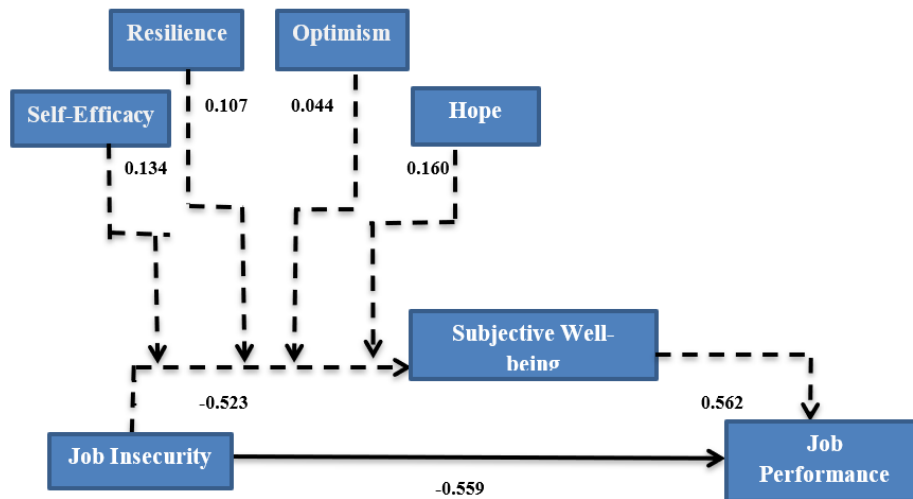 Resilience
Optimism
0.107
0.044
Self-Efficacy
Hope
0.134
0.160
Subjective Well-
being
-0.523
0.562
Job Insecurity
Job
Performance
-0.559